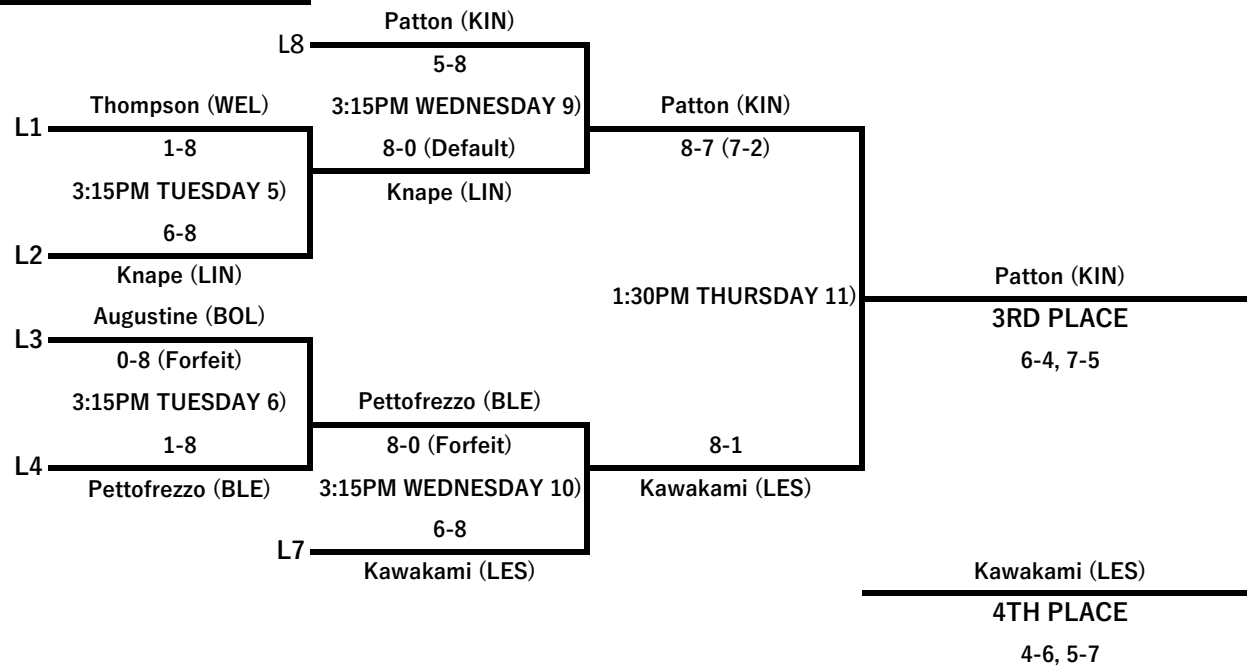 Patton (KIN)
L8
5-8
Thompson (WEL)
3:15PM WEDNESDAY 9)
Patton (KIN)
L1
1-8
8-0 (Default)
8-7 (7-2)
3:15PM TUESDAY 5)
Knape (LIN)
6-8
L2
Knape (LIN)
Patton (KIN)
1:30PM THURSDAY 11)
Augustine (BOL)
3RD PLACE
L3
0-8 (Forfeit)
6-4, 7-5
3:15PM TUESDAY 6)
Pettofrezzo (BLE)
1-8
8-0 (Forfeit)
8-1
L4
Pettofrezzo (BLE)
3:15PM WEDNESDAY 10)
Kawakami (LES)
6-8
L7
Kawakami (LES)
Kawakami (LES)
4TH PLACE
4-6, 5-7